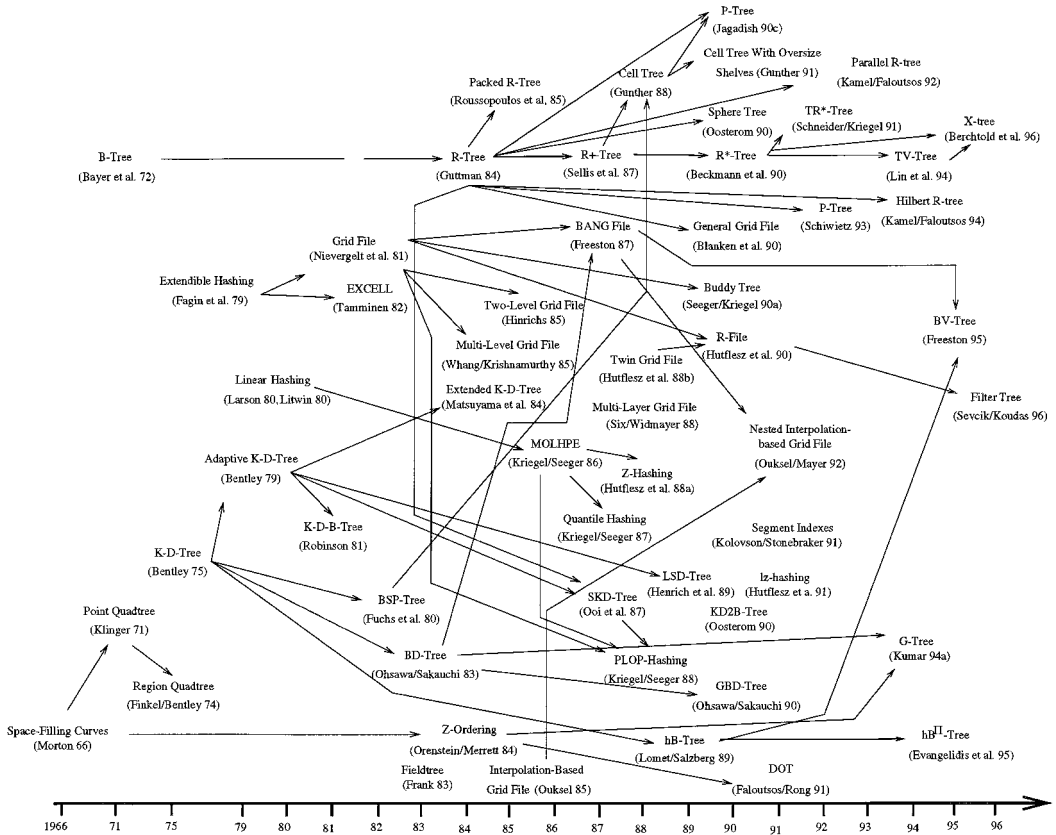 P-Tree
(Jagadish 90c)
Cell Tree With Oversize
Shelves (Gunther 91)
Cell Tree
(Gunther 88)
Parallel R-tree
(Kamel/Faloutsos 92)
Packed R-Tree
(Roussopoulos et al, 85)
Sphere Tree
(Oosterom 90)
TR*-Tree
(Schneider/Kriegel 91)
X-tree
(Berchtold et al. 96)
B-Tree
(Bayer et al. 72)
R-Tree
(Guttman 84)
R+-Tree
(Sellis et al. 87)
R*-Tree
(Beckmann et al. 90)
TV-Tree
(Lin et al. 94)
Hilbert R-tree
(Kamel/Faloutsos 94)
P-Tree
(Schiwietz 93)
General Grid File
(Blanken et al. 90)
BANG File
(Freeston 87)
Grid File
(Nievergelt et al. 81)
Extendible Hashing
(Fagin et al. 79)
EXCELL
(Tamminen 82)
Two-Level Grid File
(Hinrichs 85)
Buddy Tree
(Seeger/Kriegel 90a)
BV-Tree
(Freeston 95)
Multi-Level Grid File
(Whang/Krishnamurthy 85)
R-File
(Hutflesz et al. 90)
Twin Grid File
(Hutflesz et al. 88b)
Linear Hashing
(Larson 80, Litwin 80)
Extended K-D-Tree
(Matsuyama et al. 84)
Filter Tree
(Sevcik/Koudas 96)
Multi-Layer Grid File
(Six/Widmayer 88)
Nested Interpolation-
based Grid File
(Ouksel/Mayer 92)
MOLHPE
(Kriegel/Seeger 86)
Adaptive K-D-Tree
(Bentley 79)
Z-Hashing
(Hutflesz et al. 88a)
K-D-B-Tree
(Robinson 81)
Quantile Hashing
(Kriegel/Seeger 87)
Segment Indexes
(Kolovson/Stonebraker 91)
K-D-Tree
(Bentley 75)
LSD-Tree
(Henrich et al. 89)
lz-hashing
(Hutflesz et a. 91)
BSP-Tree
(Fuchs et al. 80)
SKD-Tree
(Ooi et al. 87)
KD2B-Tree
(Oosterom 90)
Point Quadtree
(Klinger 71)
G-Tree
(Kumar 94a)
BD-Tree
(Ohsawa/Sakauchi 83)
PLOP-Hashing
(Kriegel/Seeger 88)
Region Quadtree
(Finkel/Bentley 74)
GBD-Tree
(Ohsawa/Sakauchi 90)
Space-Filling Curves
(Morton 66)
Z-Ordering
(Orenstein/Merrett 84)
hB-Tree
(Lomet/Salzberg 89)
hBΠ-Tree
(Evangelidis et al. 95)
Fieldtree
(Frank 83)
Interpolation-Based
Grid File (Ouksel 85)
DOT
(Faloutsos/Rong 91)
1966 71 75 79 80 81 82 83 84 85 86 87 88 89 90 91 92 93 94 95 96